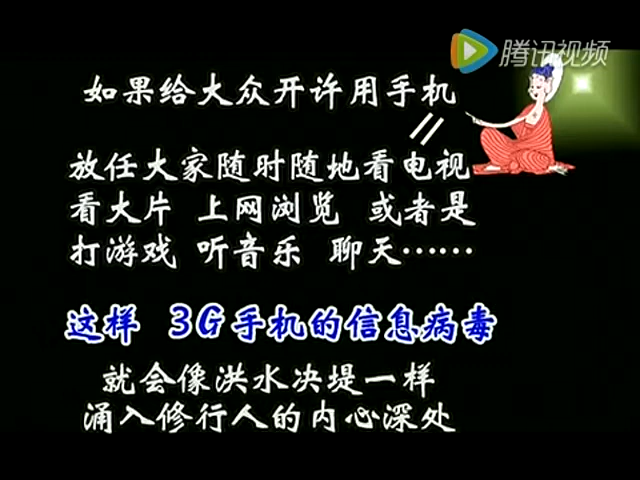 腾讯视频
如果给大众开许用手机
放任大家随时随地看电视
看大片 上网浏览 或者是
打游戏 听音乐 聊天……
这样 3G手机的信息病毒
就会像洪水决堤一样
涌入修行人的内心深处